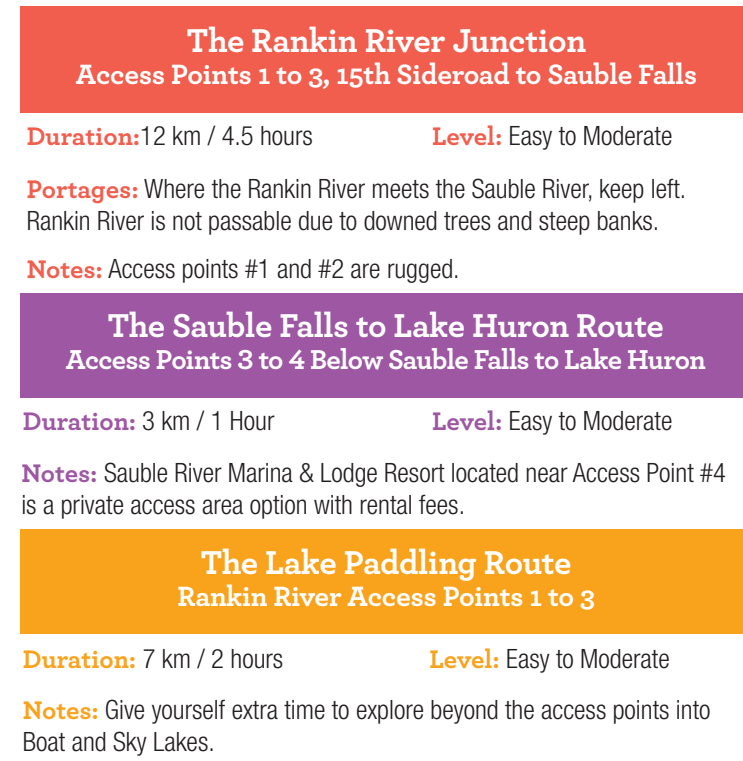 The Rankin River Junction
Access Points 1 to 3, 15th Sideroad to Sauble Falls
Duration:12 km / 4.5 hours Level: Easy to Moderate
Portages: Where the Rankin River meets the Sauble River, keep left.
Rankin River is not passable due to downed trees and steep banks.
Notes: Access points #1 and #2 are rugged.
The Sauble Falls to Lake Huron Route
Access Points 3 to 4 Below Sauble Falls to Lake Huron
Duration: 3 km / 1 Hour Level: Easy to Moderate
Notes: Sauble River Marina & Lodge Resort located near Access Point #4
is a private access area option with rental fees.
The Lake Paddling Route
Rankin River Access Points 1 to 3
Duration: 7 km / 2 hours Level: Easy to Moderate
Notes: Give yourself extra time to explore beyond the access points into
Boat and Sky Lakes.